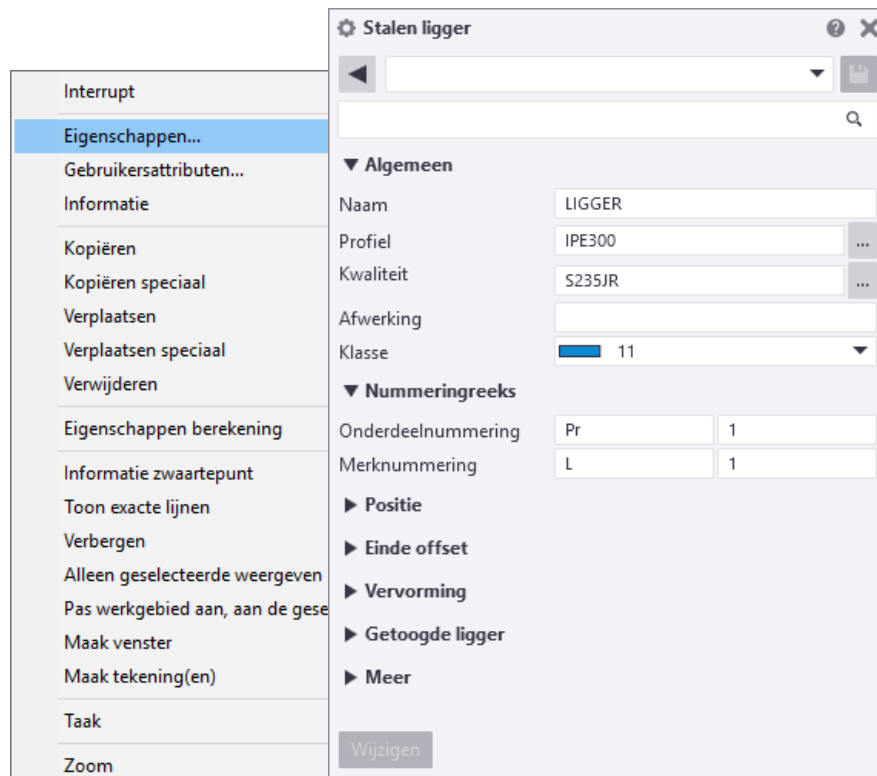 Interrupt
Eigenschappen...
Gebruikersattributen...
Informatie
Kopiëren
Kopiëren speciaal
Verplaatsen
Verplaatsen speciaal
Verwijderen
Eigenschappen berekening
Informatie zwaartepunt
Toon exacte lijnen
Verbergen
Alleen geselecteerde weergeven
Pas werkgebied aan, aan de gese
Maak venster
Maak tekening(en)
Taak
Zoom
Stalen ligger
Algemeen
Naam LIGGER
Profiel IPE300 ...
Kwaliteit S235JR ...
Afwerking
Klasse 11
Nummeringreeks
Onderdeelnummering Pr 1
Merknummering L 1
Positie
Einde offset
Vervorming
Getoogde ligger
Meer
Wijzigen